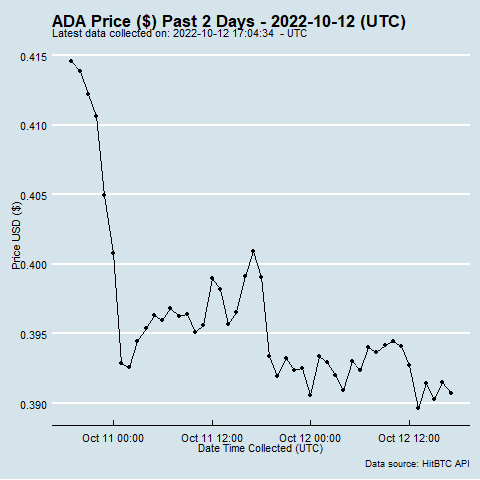 ADA Price ($) Past 2 Days - 2022-10-12 (UTC)
Latest data collected on: 2022-10-12 17:04:34  - UTC
0.415
0.410
0.405
0.400
0.395
0.390
Price USD ($)
Oct 11 00:00 Oct 11 12:00 Oct 12 00:00 Oct 12 12:00
Date Time Collected (UTC)
Data source: HitBTC API